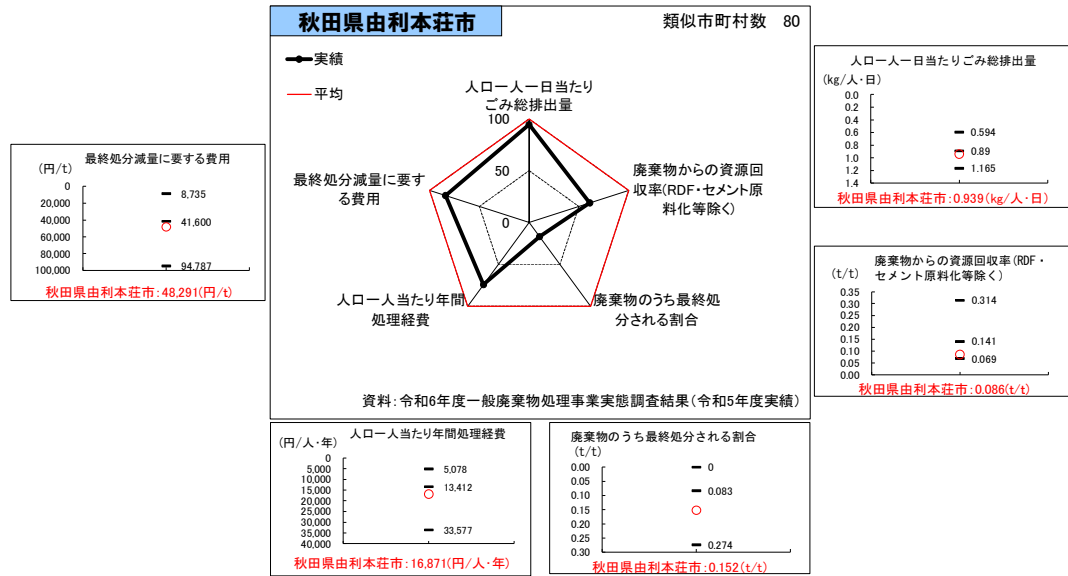 秋田県由利本荘市
類似市町村数 80
実績
平均
人口一人一日当たり
ごみ総排出量
廃棄物からの資源回
収率(RDF・セメント原
料化等除く)
廃棄物のうち最終処
分される割合
人口一人当たり年間
処理経費
最終処分減量に要す
る費用
100
50
0
資料:令和6年度一般廃棄物処理事業実態調査結果(令和5年度実績)
最終処分減量に要する費用
(円/t)
0
20,000
40,000
60,000
80,000
100,000
8,735
41,600
94,787
秋田県由利本荘市:48,291(円/t)
人口一人一日当たりごみ総排出量
(kg/人・日)
0.0
0.2
0.4
0.6
0.8
1.0
1.2
1.4
0.594
0.89
1.165
秋田県由利本荘市:0.939(kg/人・日)
廃棄物からの資源回収率(RDF・
セメント原料化等除く)
(t/t)
0.35
0.30
0.25
0.20
0.15
0.10
0.05
0.00
0.314
0.141
0.069
秋田県由利本荘市:0.086(t/t)
人口一人当たり年間処理経費
(円/人・年)
0
5,000
10,000
15,000
20,000
25,000
30,000
35,000
40,000
5,078
13,412
33,577
秋田県由利本荘市:16,871(円/人・年)
廃棄物のうち最終処分される割合
(t/t)
0.00
0.05
0.10
0.15
0.20
0.25
0.30
0
0.083
0.274
秋田県由利本荘市:0.152(t/t)